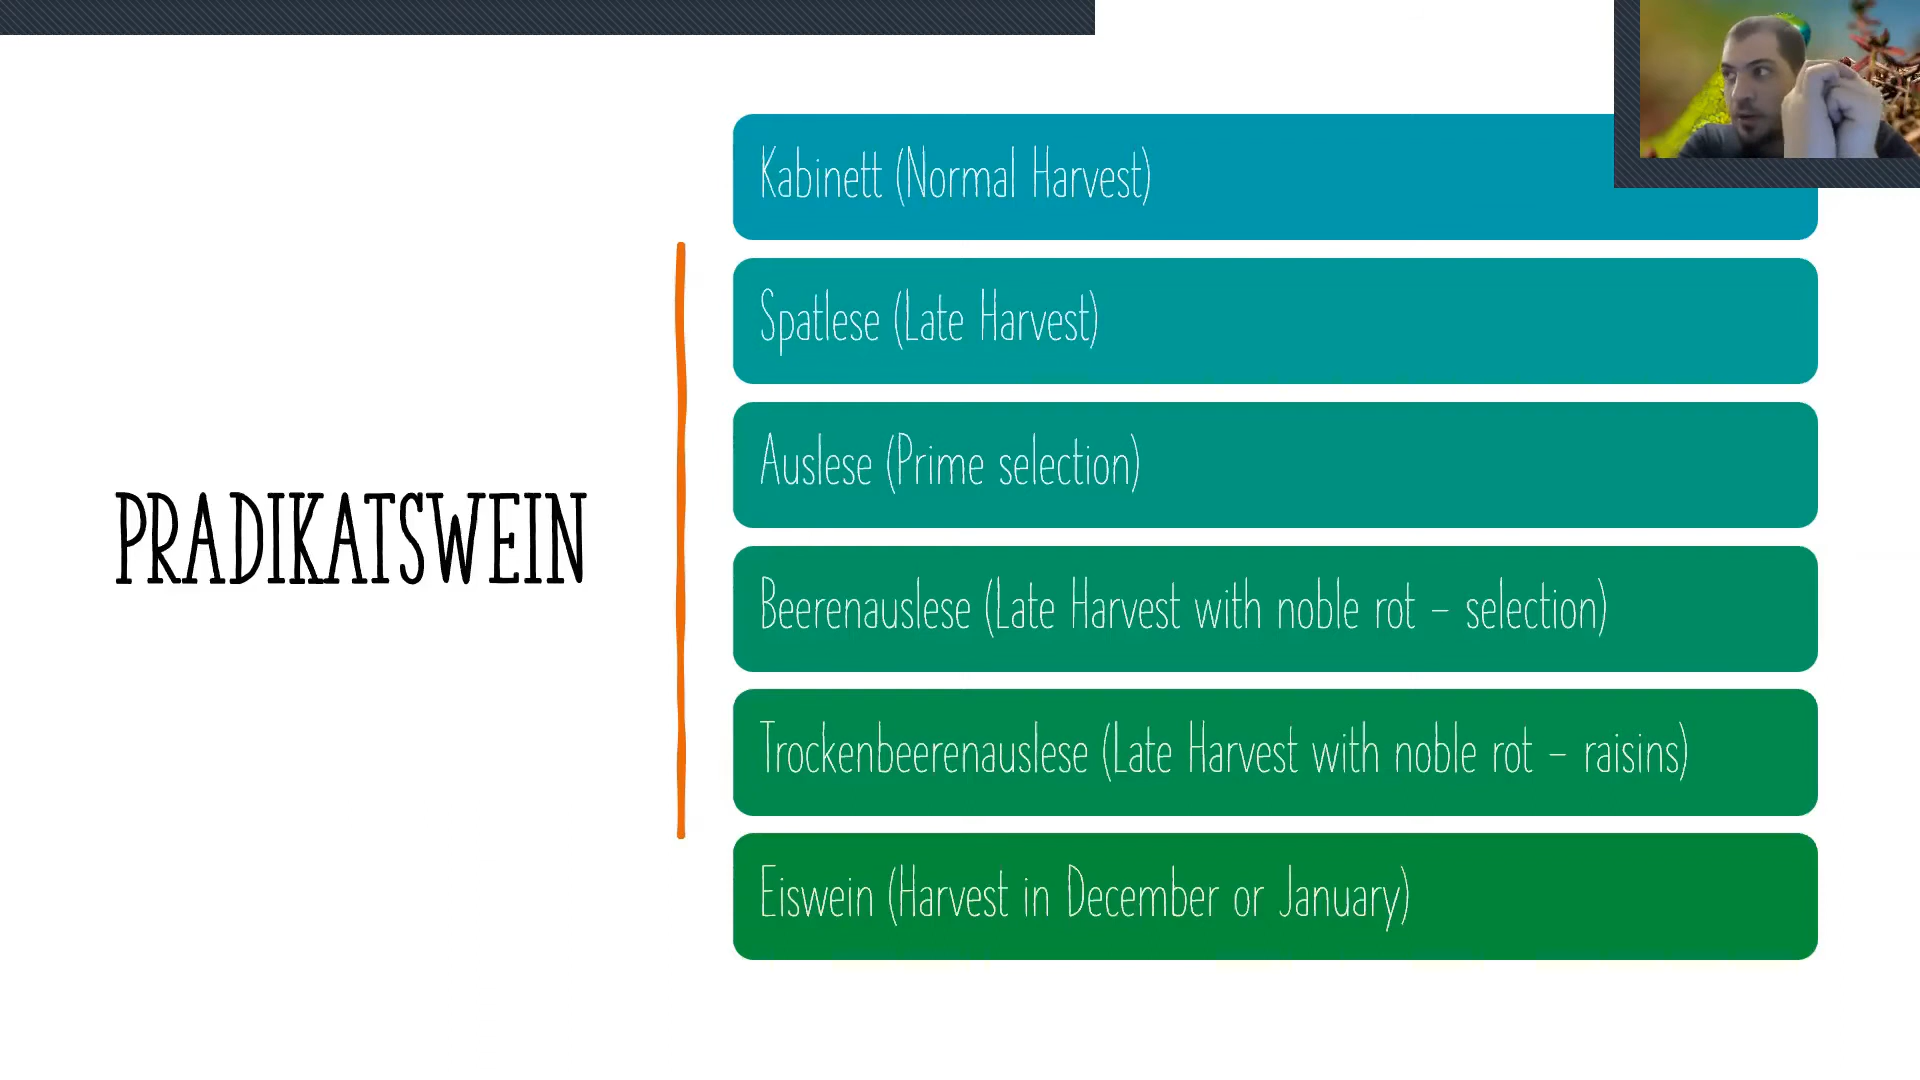 PRADIKATSWEIN
Kabinett (Normal Harvest)
Spatlese (Late Harvest)
Auslese (Prime selection)
Beerenauslese (Late Harvest with noble rot – selection)
Trockenbeerenauslese (Late Harvest with noble rot – raisins)
Eiswein (Harvest in December or January)